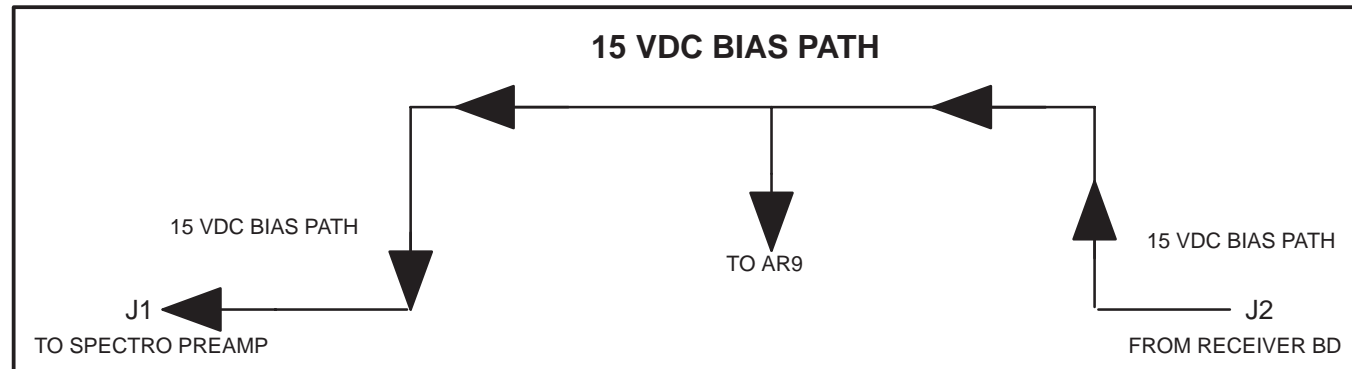 15 VDC BIAS PATH
15 VDC BIAS PATH
15 VDC BIAS PATH
TO AR9
J1
J2
TO SPECTRO PREAMP
FROM RECEIVER BD